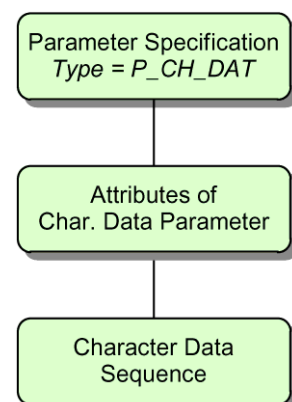 Parameter Specification
Type = P_CH_DAT
Attributes of
Char. Data Parameter
Character Data
Sequence